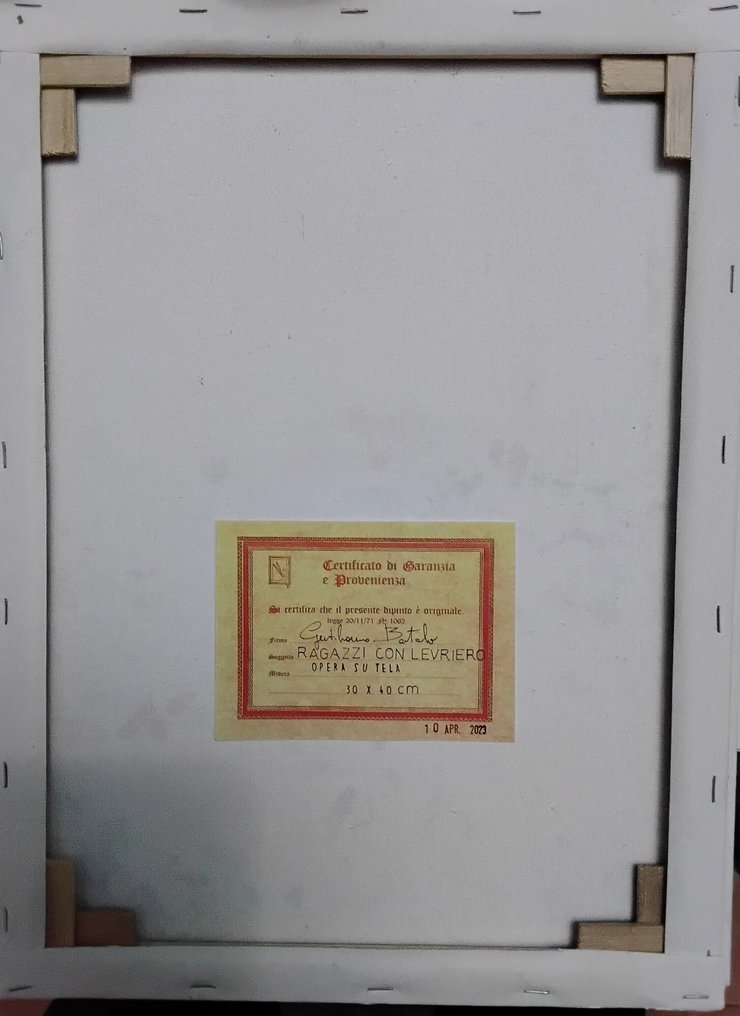 Certificato di Garanzia
e Provenienza
Si certifica che il presente dipinto è originale.
legge 20/11/71 Nr 1062
Firma
Soggetto RAGAZZI CON LEVRIERO
OPERA SU TELA
Misura
30 X 40 cm
10 APR. 2023